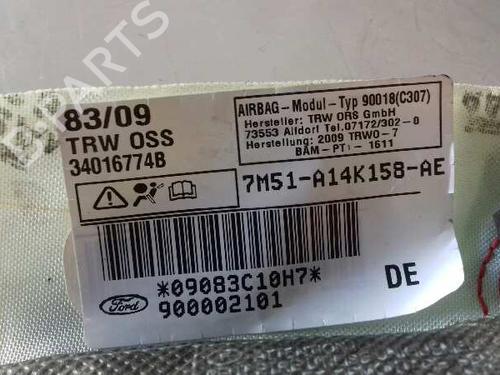 B-PARTS
83/09
TRW OSS
34016774B
AIRBAG-Modul-Typ 90018(C307)
Hersteller: TRW ORS GmbH
73553 Alfdorf Tel.07172/302-0
Herstellung: 2009 TRWO-7
BAM-PT1-1611
7M51-A14K158-AE
*09083C10H7*
900002101
DE
Ford